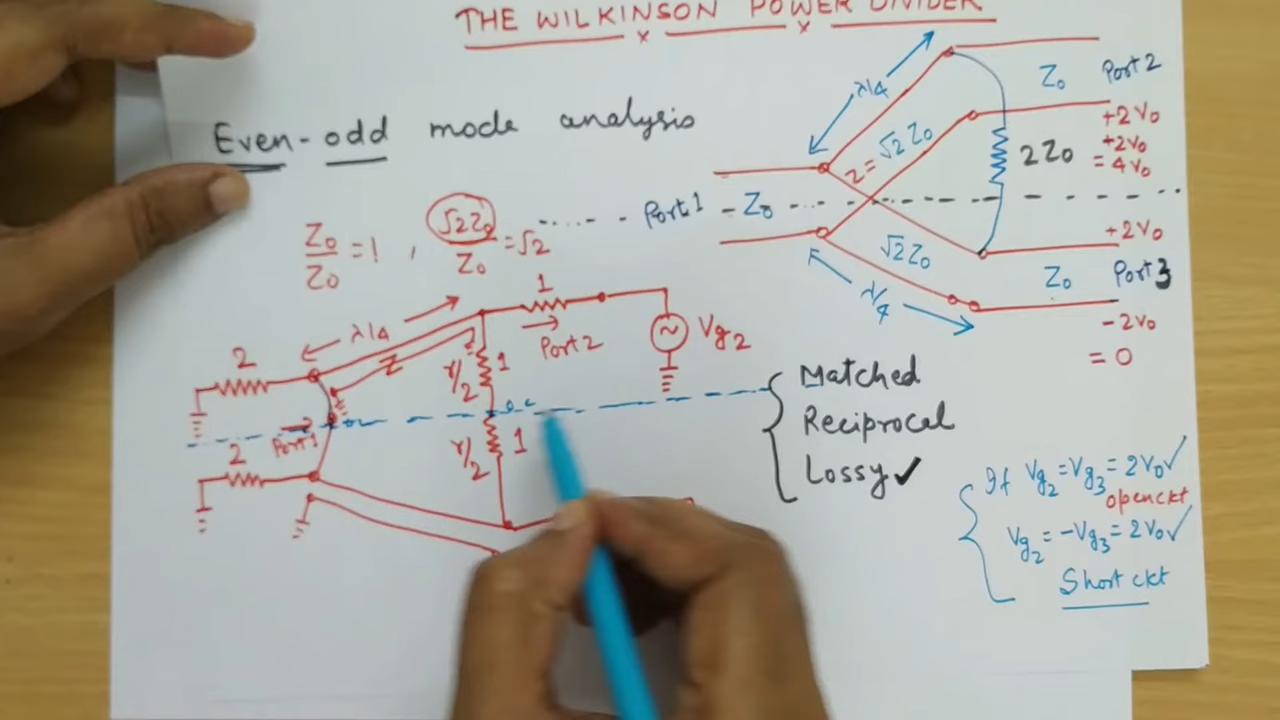 THE WILKINSON POWER DIVIDER
Even-odd mode analysis
Z₀/Z₀ = 1 , √2Z₀/Z₀ = √2
λ/4
Z = √2 Z₀
Port 1
Z₀
Z₀
Port 2
+2V₀
+2V₀
= 4V₀
2Z₀
+2V₀
√2 Z₀
Z₀
Port 3
λ/4
-2V₀
= 0
1
λ/4
Port 2
Vg₂
2
Z
r/2
1
o.c
Port 1
2
r/2
1
Matched
Reciprocal
Lossy ✓
If Vg₂ = Vg₃ = 2V₀ ✓
open ckt
Vg₂ = -Vg₃ = 2V₀ ✓
Short ckt